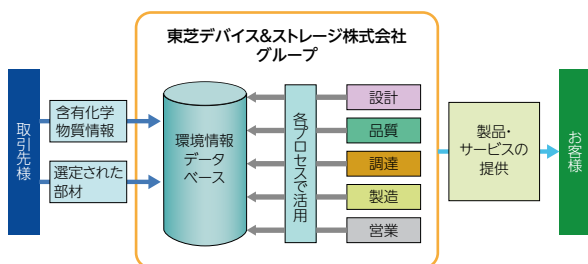 東芝デバイス&ストレージ株式会社
グループ
取引先様
含有化学
物質情報
選定された
部材
環境情報
データ
ベース
各プロセスで活用
設計
品質
調達
製造
営業
製品・
サービスの
提供
お客様